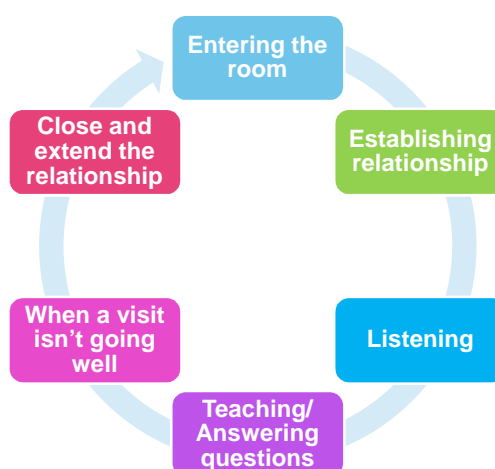 Entering the
room
Establishing
relationship
Listening
Teaching/
Answering
questions
When a visit
isn't going
well
Close and
extend the
relationship